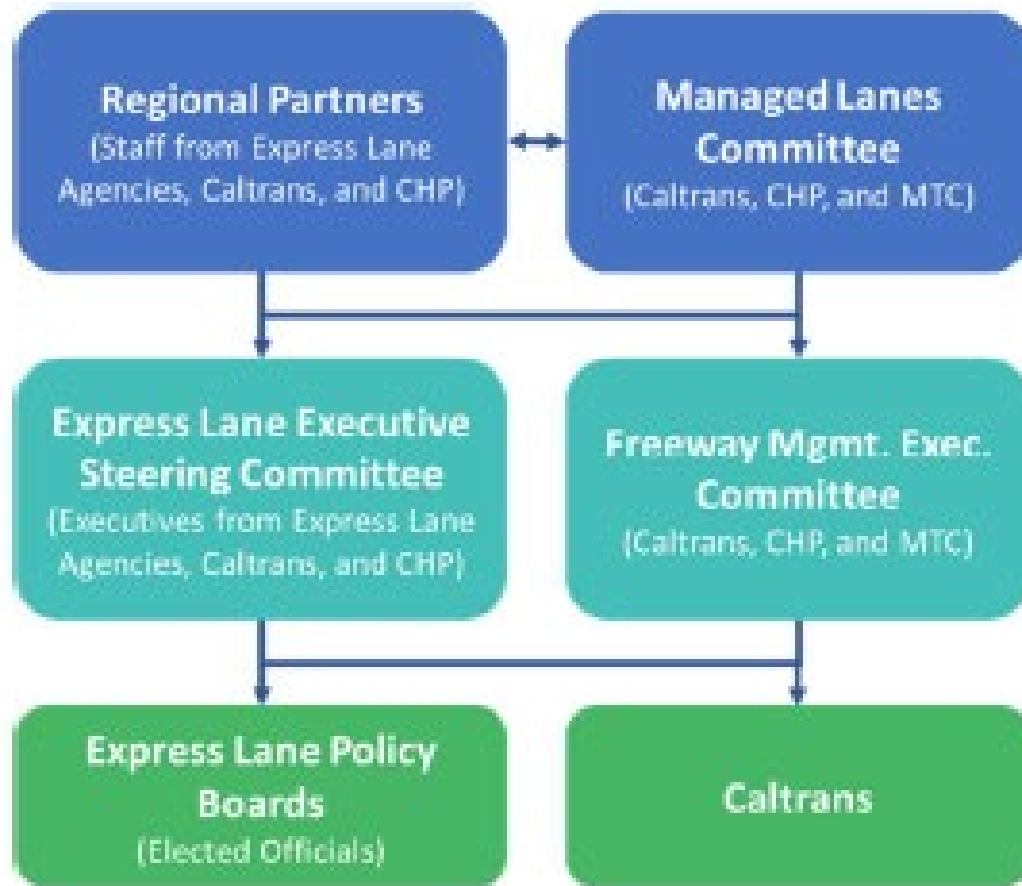 Regional Partners
(Staff from Express Lane
Agencies, Caltrans, and CHP)
Managed Lanes
Committee
(Caltrans, CHP, and MTC)
Express Lane Executive
Steering Committee
(Executives from Express Lane
Agencies, Caltrans, and CHP)
Freeway Mgmt. Exec.
Committee
(Caltrans, CHP, and MTC)
Express Lane Policy
Boards
(Elected Officials)
Caltrans